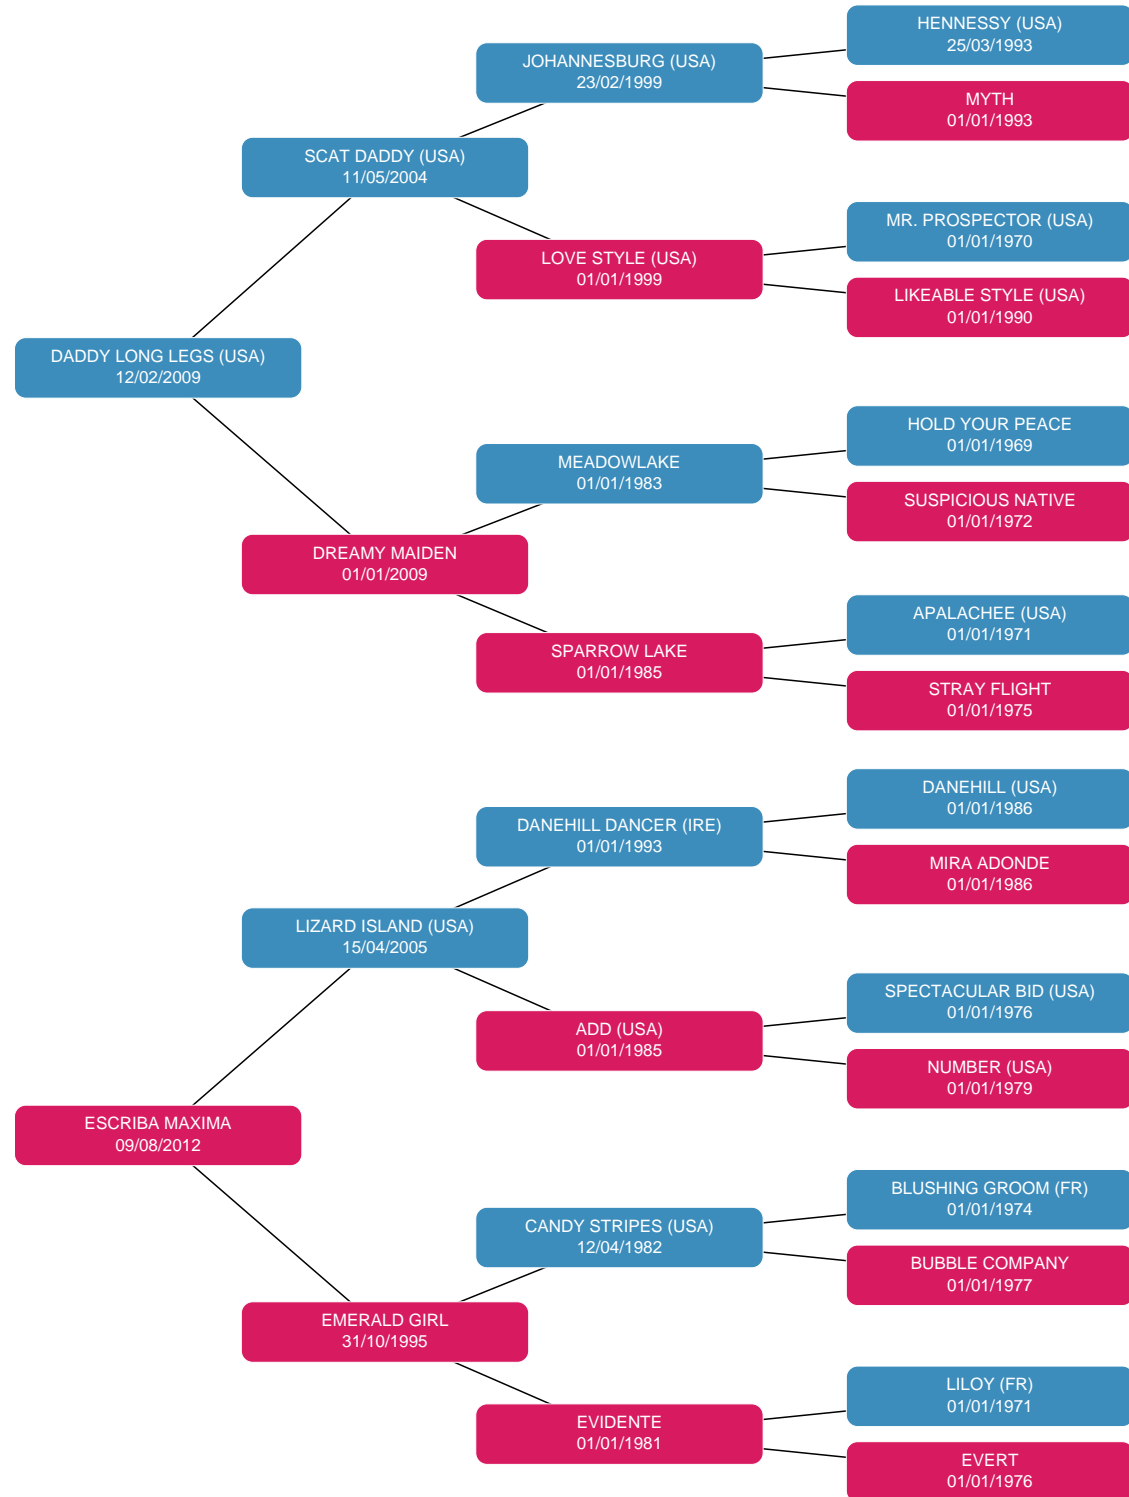 HENNESSY (USA)
25/03/1993
JOHANNESBURG (USA)
23/02/1999
MYTH
01/01/1993
SCAT DADDY (USA)
11/05/2004
MR. PROSPECTOR (USA)
01/01/1970
LOVE STYLE (USA)
01/01/1999
LIKEABLE STYLE (USA)
01/01/1990
DADDY LONG LEGS (USA)
12/02/2009
HOLD YOUR PEACE
01/01/1969
MEADOWLAKE
01/01/1983
SUSPICIOUS NATIVE
01/01/1972
DREAMY MAIDEN
01/01/2009
APALACHEE (USA)
01/01/1971
SPARROW LAKE
01/01/1985
STRAY FLIGHT
01/01/1975
DANEHILL (USA)
01/01/1986
DANEHILL DANCER (IRE)
01/01/1993
MIRA ADONDE
01/01/1986
LIZARD ISLAND (USA)
15/04/2005
SPECTACULAR BID (USA)
01/01/1976
ADD (USA)
01/01/1985
NUMBER (USA)
01/01/1979
ESCRIBA MAXIMA
09/08/2012
BLUSHING GROOM (FR)
01/01/1974
CANDY STRIPES (USA)
12/04/1982
BUBBLE COMPANY
01/01/1977
EMERALD GIRL
31/10/1995
LILOY (FR)
01/01/1971
EVIDENTE
01/01/1981
EVERT
01/01/1976